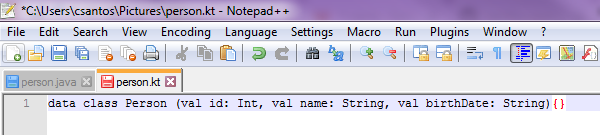 *C:\Users\csantos\Pictures\person.kt - Notepad++
File Edit Search View Encoding Language Settings Macro Run Plugins Window ?
person.java person.kt
1 data class Person (val id: Int, val name: String, val birthDate: String){}